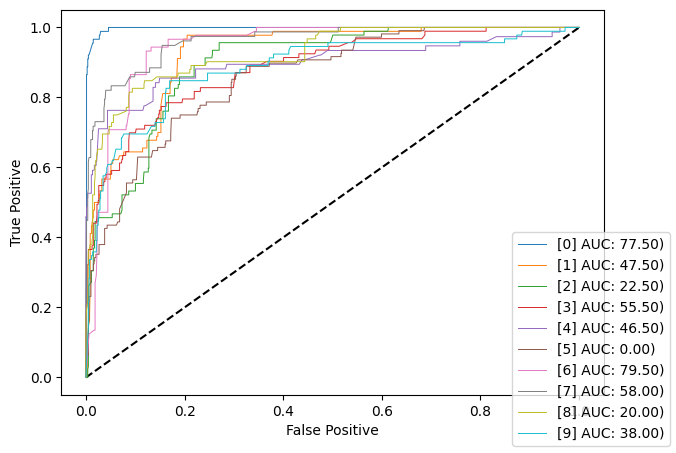 1.0
0.8
0.6
0.4
0.2
0.0
True Positive
0.0
0.2
0.4
0.6
0.8
False Positive
[0] AUC: 77.50)
[1] AUC: 47.50)
[2] AUC: 22.50)
[3] AUC: 55.50)
[4] AUC: 46.50)
[5] AUC: 0.00)
[6] AUC: 79.50)
[7] AUC: 58.00)
[8] AUC: 20.00)
[9] AUC: 38.00)